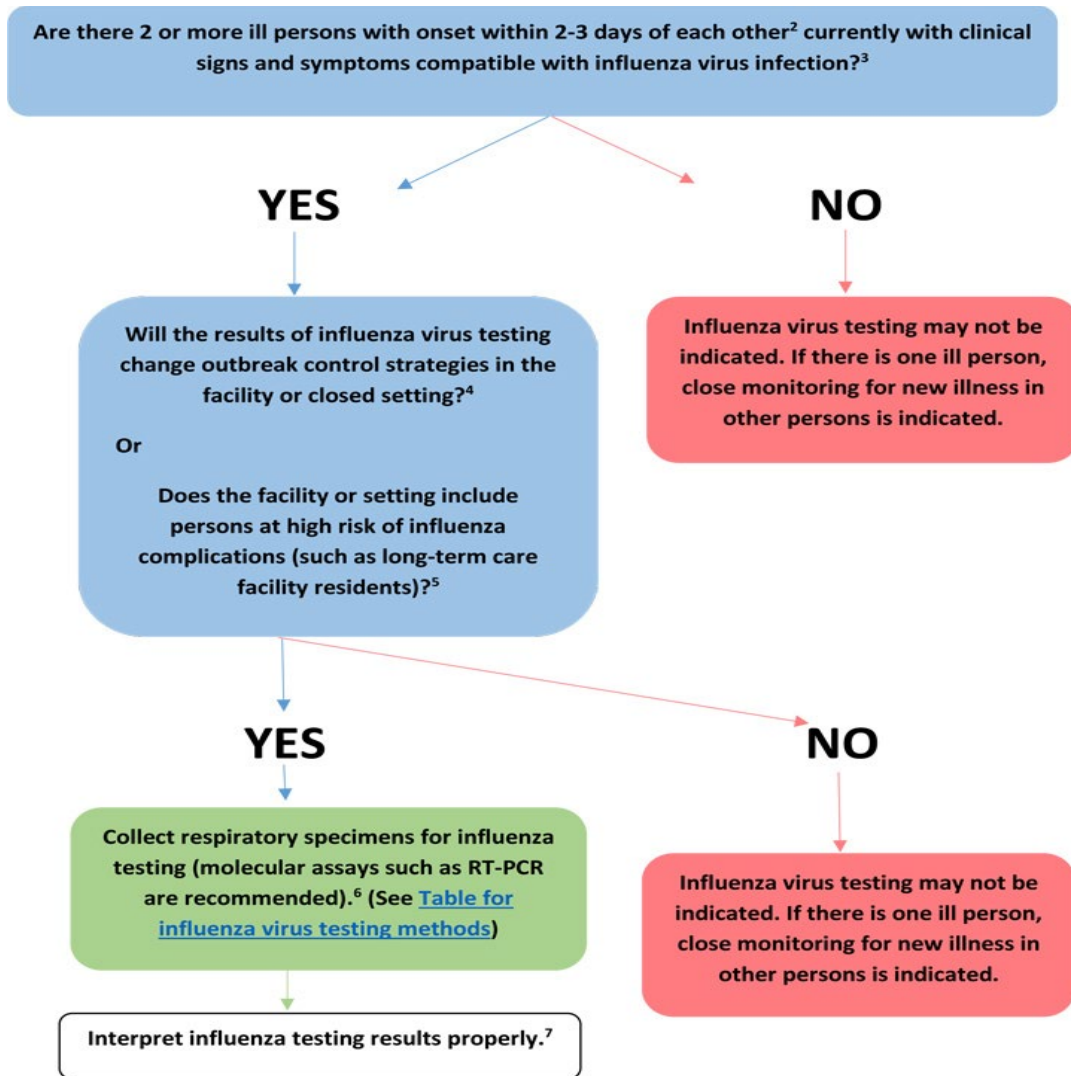 Are there 2 or more ill persons with onset within 2-3 days of each other² currently with clinical
signs and symptoms compatible with influenza virus infection?³
YES
NO
Will the results of influenza virus testing
change outbreak control strategies in the
facility or closed setting?⁴
Or
Does the facility or setting include
persons at high risk of influenza
complications (such as long-term care
facility residents)?⁵
Influenza virus testing may not be
indicated. If there is one ill person,
close monitoring for new illness in
other persons is indicated.
YES
NO
Collect respiratory specimens for influenza
testing (molecular assays such as RT-PCR
are recommended).⁶ (See Table for
influenza virus testing methods)
Influenza virus testing may not be
indicated. If there is one ill person,
close monitoring for new illness in
other persons is indicated.
Interpret influenza testing results properly.⁷